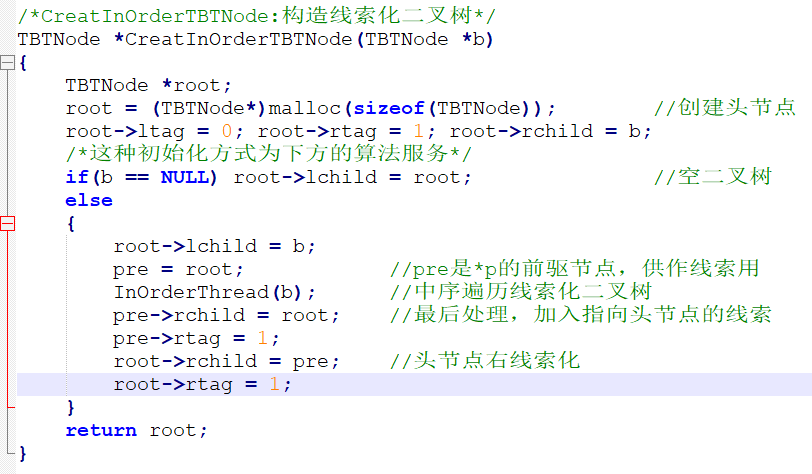 /*CreatInOrderTBTNode:构造线索化二叉树*/
TBTNode *CreatInOrderTBTNode(TBTNode *b)
{
    TBTNode *root;
    root = (TBTNode*)malloc(sizeof(TBTNode));        //创建头节点
    root->ltag = 0; root->rtag = 1; root->rchild = b;
    /*这种初始化方式为下方的算法服务*/
    if(b == NULL) root->lchild = root;               //空二叉树
    else
    {
        root->lchild = b;
        pre = root;            //pre是*p的前驱节点，供作线索用
        InOrderThread(b);      //中序遍历线索化二叉树
        pre->rchild = root;    //最后处理，加入指向头节点的线索
        pre->rtag = 1;
        root->rchild = pre;    //头节点右线索化
        root->rtag = 1;
    }
    return root;
}